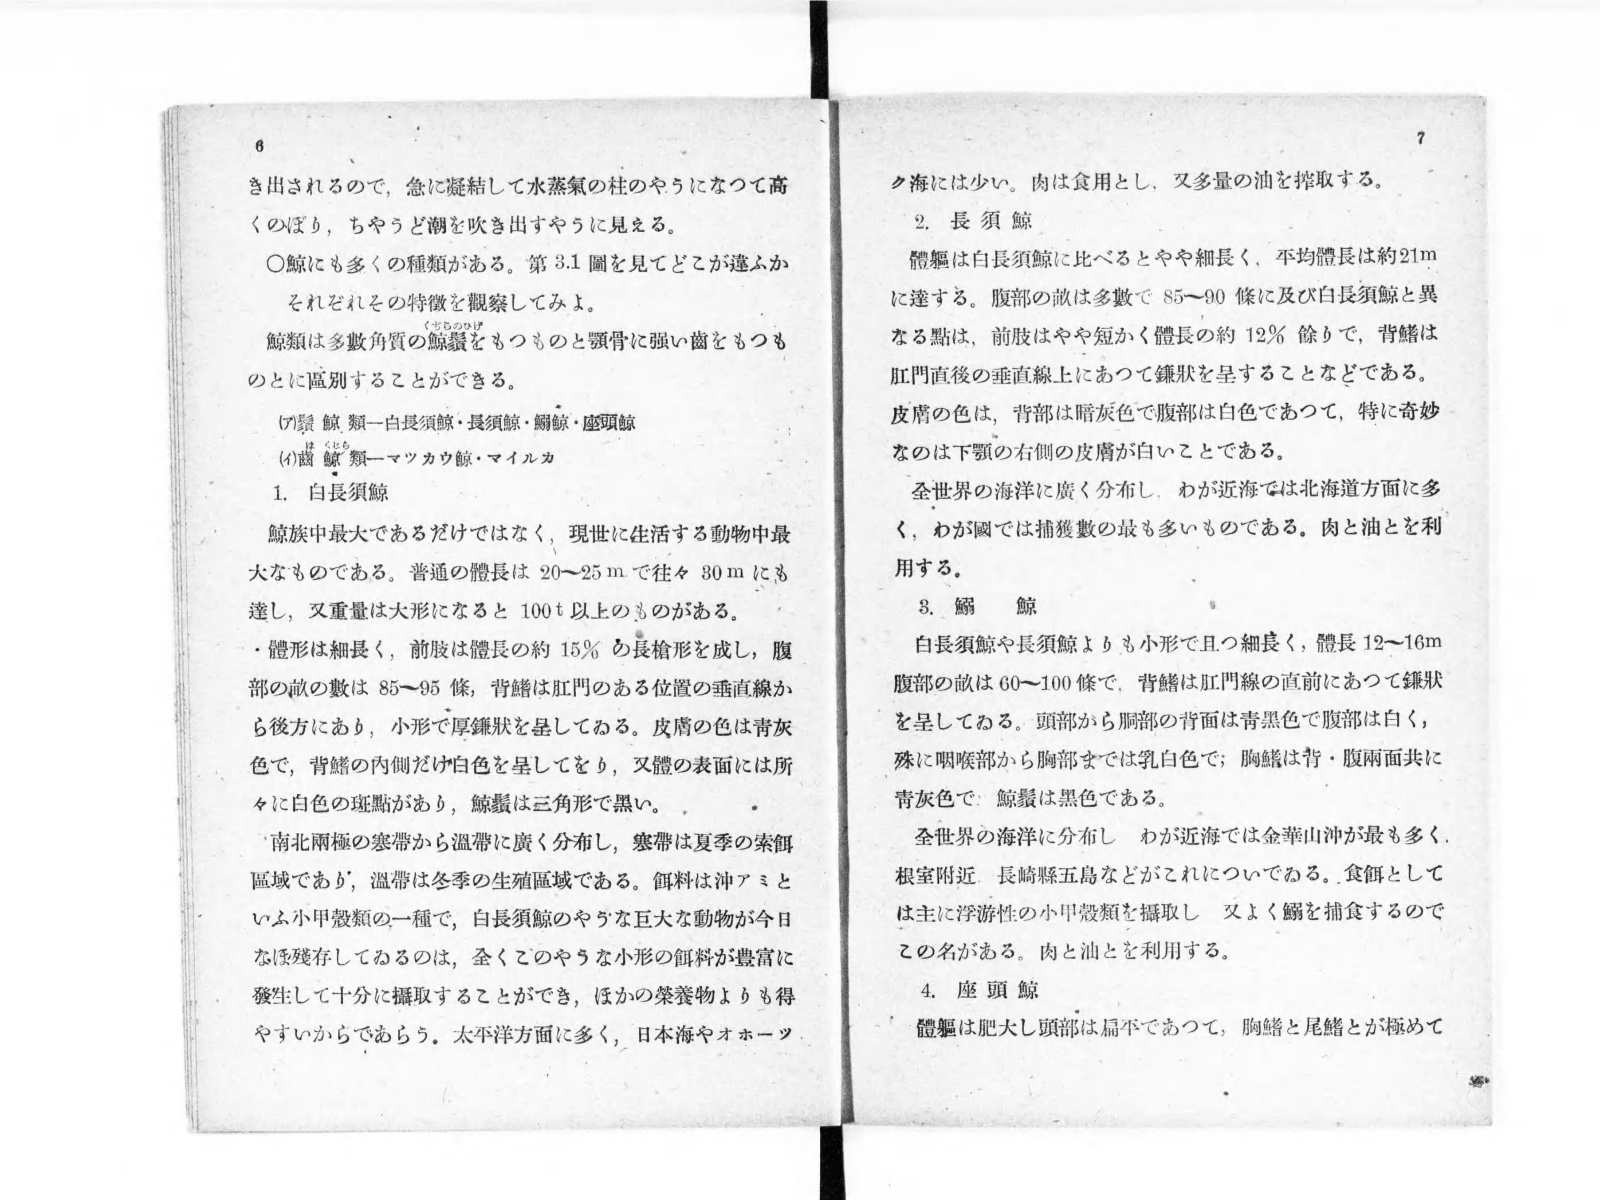 6
き出されるので，急に凝結して水蒸氣の柱のやうになつて高
くのぼり，ちやうど潮を吹き出すやうに見える。
○鯨にも多くの種類がある。第 3.1 圖を見てどこが違ふか
それぞれその特徴を觀察してみよ。
くぢらのひげ
鯨類は多數角質の鯨鬚をもつものと顎骨に强い齒をもつも
のとに區別することができる。
(ア)鬚 鯨 類―白長須鯨・長須鯨・鰯鯨・座頭鯨
は くぢら
(イ)齒 鯨 類―マツカウ鯨・マイルカ
1. 白長須鯨
鯨族中最大であるだけではなく，現世に生活する動物中最
大なものである。普通の體長は 20～25 m で往々 30 m にも
達し，又重量は大形になると 100 t 以上のものがある。
體形は細長く，前肢は體長の約 15% の長槍形を成し，腹
部の畝の數は 85～95 條，背鰭は肛門のある位置の垂直線か
ら後方にあり，小形で厚鎌狀を呈してゐる。皮膚の色は靑灰
色で，背鰭の內側だけ白色を呈してをり，又體の表面には所
々に白色の斑點があり，鯨鬚は三角形で黑い。
南北兩極の寒帶から溫帶に廣く分布し，寒帶は夏季の索餌
區域であり，溫帶は冬季の生殖區域である。餌料は沖アミと
いふ小甲殼類の一種で，白長須鯨のやうな巨大な動物が今日
なほ殘存してゐるのは，全くこのやうな小形の餌料が豐富に
發生して十分に攝取することができ，ほかの榮養物よりも得
やすいからであらう。太平洋方面に多く，日本海やオホーツ
7
ク海には少い。肉は食用とし，又多量の油を搾取する。
2. 長 須 鯨
體軀は白長須鯨に比べるとやや細長く，平均體長は約21m
に達する。腹部の畝は多數で 85～90 條に及び白長須鯨と異
なる點は，前肢はやや短かく體長の約 12% 餘りで，背鰭は
肛門直後の垂直線上にあつて鎌狀を呈することなどである。
皮膚の色は，背部は暗灰色で腹部は白色であつて，特に奇妙
なのは下顎の右側の皮膚が白いことである。
全世界の海洋に廣く分布し，わが近海では北海道方面に多
く，わが國では捕獲數の最も多いものである。肉と油とを利
用する。
3. 鰯 鯨
白長須鯨や長須鯨よりも小形で且つ細長く，體長 12～16m
腹部の畝は 60～100 條で，背鰭は肛門線の直前にあつて鎌狀
を呈してゐる。頭部から胴部の背面は靑黑色で腹部は白く，
殊に咽喉部から胸部までは乳白色で；胸鰭は背・腹兩面共に
靑灰色で 鯨鬚は黑色である。
全世界の海洋に分布し わが近海では金華山沖が最も多く，
根室附近 長崎縣五島などがこれについでゐる。食餌として
は主に浮游性の小甲殼類を攝取し 又よく鰯を捕食するので
この名がある。肉と油とを利用する。
4. 座 頭 鯨
體軀は肥大し頭部は扁平であつて，胸鰭と尾鰭とが極めて